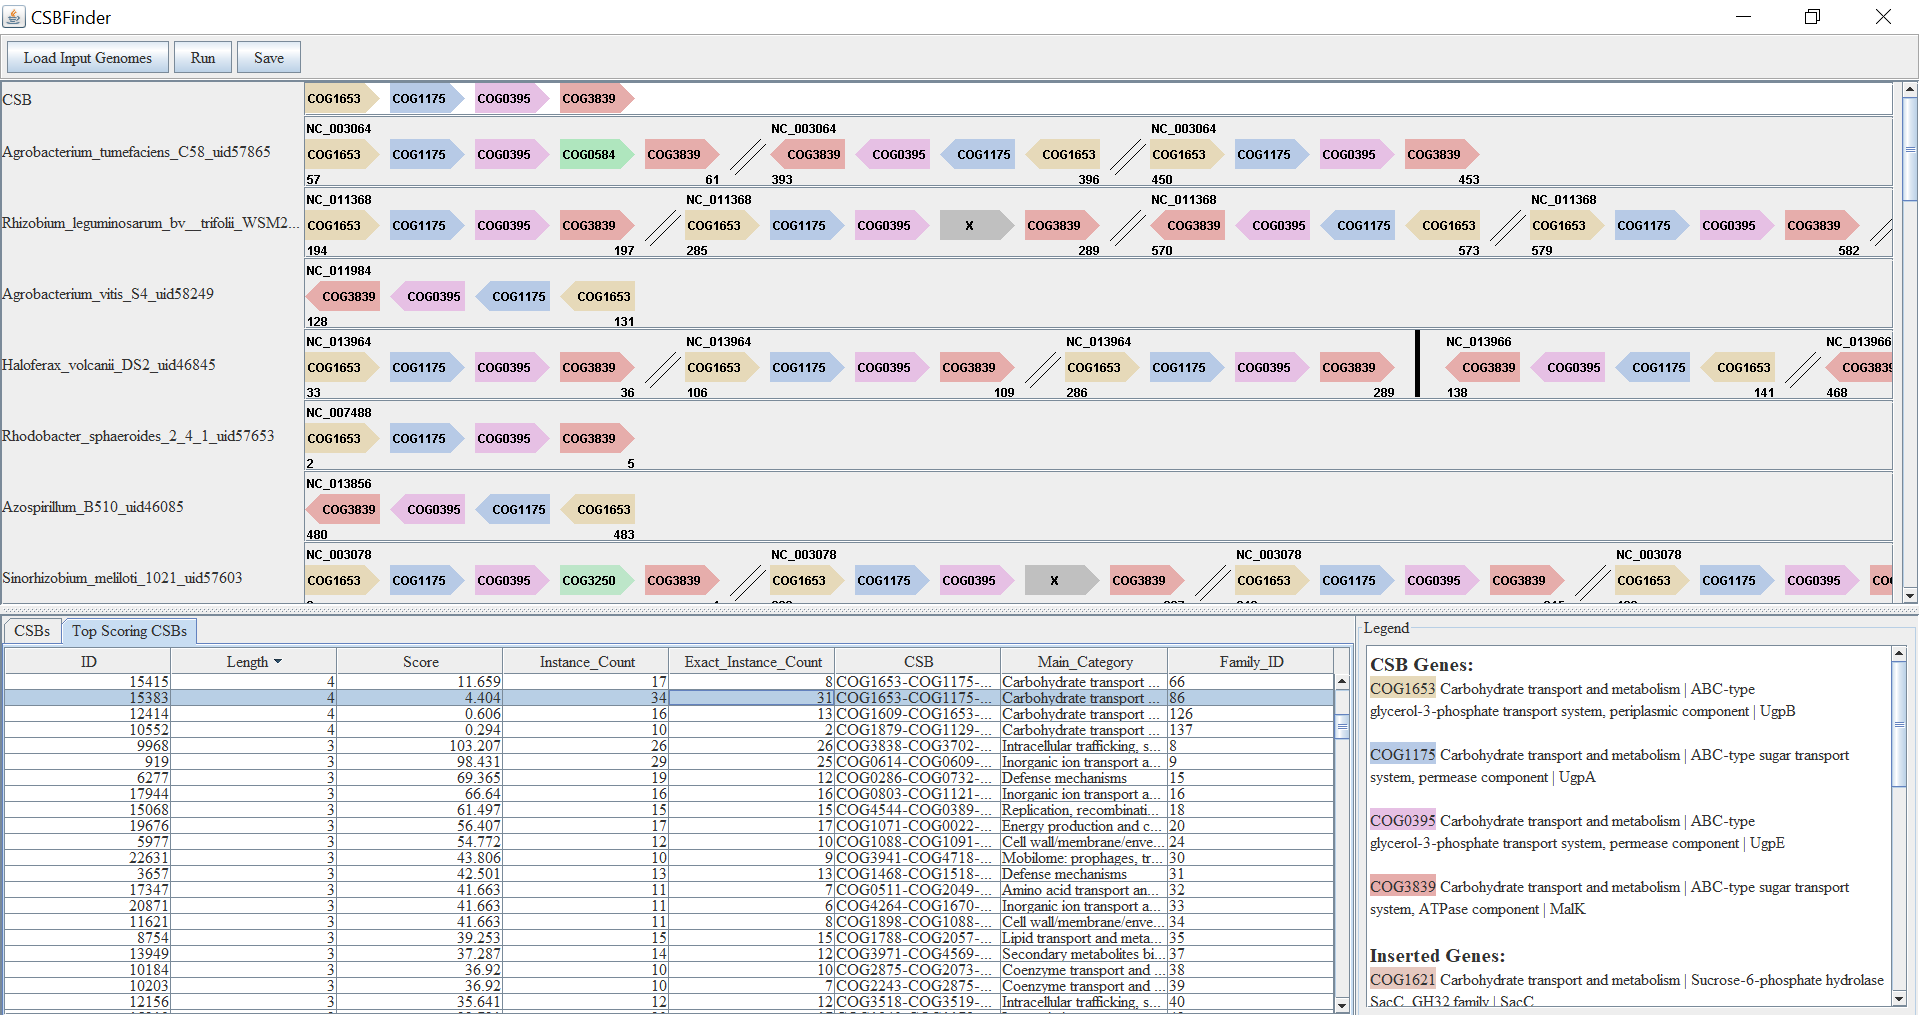 CSBFinder
Load Input Genomes Run Save
CSB COG1653 COG1175 COG0395 COG3839
NC_003064 NC_003064 NC_003064
Agrobacterium_tumefaciens_C58_uid57865 COG1653 COG1175 COG0395 COG0584 COG3839 COG3839 COG0395 COG1175 COG1653 COG1653 COG1175 COG0395 COG3839
57 61 393 396 450 453
NC_011368 NC_011368 NC_011368 NC_011368
Rhizobium_leguminosarum_bv__trifolii_WSM2... COG1653 COG1175 COG0395 COG3839 COG1653 COG1175 COG0395 X COG3839 COG3839 COG0395 COG1175 COG1653 COG1653 COG1175 COG0395 COG3839
194 197 285 289 570 573 579 582
NC_011984
Agrobacterium_vitis_S4_uid58249 COG3839 COG0395 COG1175 COG1653
128 131
NC_013964 NC_013964 NC_013964 NC_013966 NC_013966
Haloferax_volcanii_DS2_uid46845 COG1653 COG1175 COG0395 COG3839 COG1653 COG1175 COG0395 COG3839 COG1653 COG1175 COG0395 COG3839 COG3839 COG0395 COG1175 COG1653 COG383
33 36 106 109 286 289 138 141 468
NC_007488
Rhodobacter_sphaeroides_2_4_1_uid57653 COG1653 COG1175 COG0395 COG3839
2 5
NC_013856
Azospirillum_B510_uid46085 COG3839 COG0395 COG1175 COG1653
480 483
NC_003078 NC_003078 NC_003078 NC_003078
Sinorhizobium_meliloti_1021_uid57603 COG1653 COG1175 COG0395 COG3250 COG3839 COG1653 COG1175 COG0395 X COG3839 COG1653 COG1175 COG0395 COG3839 COG1653 COG1175 COG0395
CSBs Top Scoring CSBs
ID Length Score Instance_Count Exact_Instance_Count CSB Main_Category Family_ID
15415 4 11.659 17 8 COG1653-COG1175-... Carbohydrate transport ... 66
15383 4 4.404 34 31 COG1653-COG1175-... Carbohydrate transport ... 86
12414 4 0.606 16 13 COG1609-COG1653-... Carbohydrate transport ... 126
10552 4 0.294 10 2 COG1879-COG1129-... Carbohydrate transport ... 137
9968 3 103.207 26 26 COG3838-COG3702-... Intracellular trafficking, s... 8
919 3 98.431 29 25 COG0614-COG0609-... Inorganic ion transport a... 9
6277 3 69.365 19 12 COG0286-COG0732-... Defense mechanisms 15
17944 3 66.64 16 16 COG0803-COG1121-... Inorganic ion transport a... 16
15068 3 61.497 15 15 COG4544-COG0389-... Replication, recombinati... 18
19676 3 56.407 17 17 COG1071-COG0022-... Energy production and c... 20
5977 3 54.772 12 10 COG1088-COG1091-... Cell wall/membrane/enve... 24
22631 3 43.806 10 9 COG3941-COG4718-... Mobilome: prophages, tr... 30
3657 3 42.501 13 13 COG1468-COG1518-... Defense mechanisms 31
17347 3 41.663 11 7 COG0511-COG2049-... Amino acid transport an... 32
20871 3 41.663 11 6 COG4264-COG1670-... Inorganic ion transport a... 33
11621 3 41.663 11 8 COG1898-COG1088-... Cell wall/membrane/enve... 34
8754 3 39.253 15 15 COG1788-COG2057-... Lipid transport and meta... 35
13949 3 37.287 14 12 COG3971-COG4569-... Secondary metabolites bi... 37
10184 3 36.92 10 10 COG2875-COG2073-... Coenzyme transport and ... 38
10203 3 36.92 10 7 COG2243-COG2875-... Coenzyme transport and ... 39
12156 3 35.641 12 12 COG3518-COG3519-... Intracellular trafficking, s... 40
Legend
CSB Genes:
COG1653 Carbohydrate transport and metabolism | ABC-type
glycerol-3-phosphate transport system, periplasmic component | UgpB
COG1175 Carbohydrate transport and metabolism | ABC-type sugar transport
system, permease component | UgpA
COG0395 Carbohydrate transport and metabolism | ABC-type
glycerol-3-phosphate transport system, permease component | UgpE
COG3839 Carbohydrate transport and metabolism | ABC-type sugar transport
system, ATPase component | MalK
Inserted Genes:
COG1621 Carbohydrate transport and metabolism | Sucrose-6-phosphate hydrolase
SacC, GH32 family | SacC